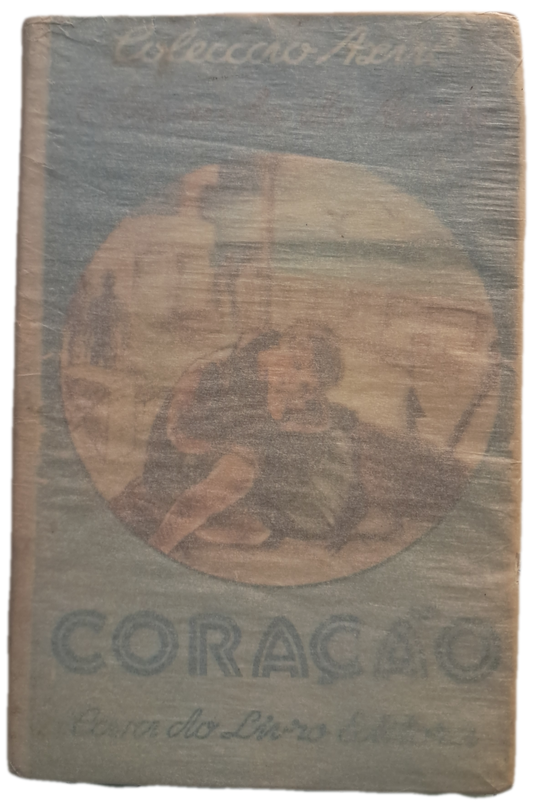 Colecção Azul
CORAÇÃO
Casa do Livro Editora